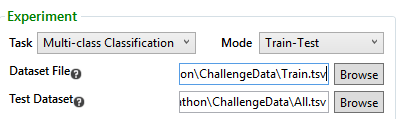 Experiment
Task Multi-class Classification Mode Train-Test
Dataset File? on\ChallengeData\Train.tsv Browse
Test Dataset? thon\ChallengeData\All.tsv Browse